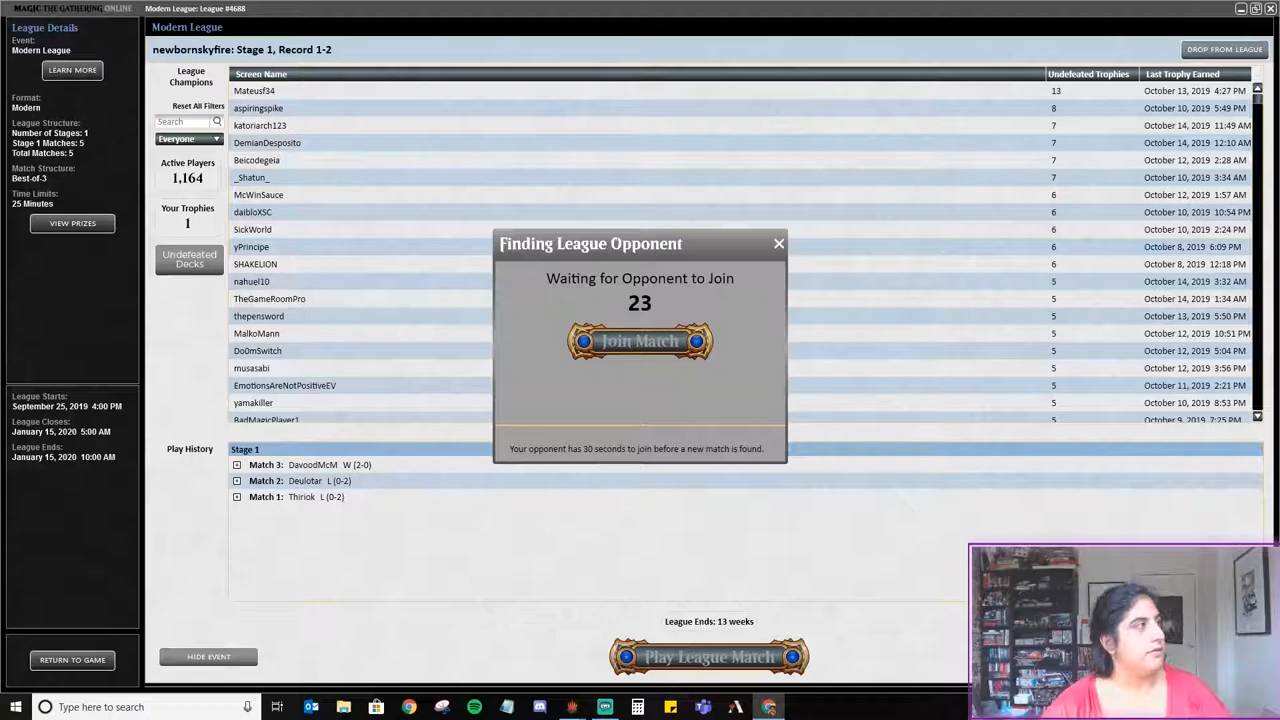 MAGIC THE GATHERING ONLINE
Modern League: League #4688
League Details
Event:
Modern League
LEARN MORE
Format:
Modern
League Structure:
Number of Stages: 1
Stage 1 Matches: 5
Total Matches: 5
Match Structure:
Best-of-3
Time Limits:
25 Minutes
VIEW PRIZES
League Starts:
September 25, 2019 4:00 PM
League Closes:
January 15, 2020 5:00 AM
League Ends:
January 15, 2020 10:00 AM
RETURN TO GAME
Modern League
newbornskyfire: Stage 1, Record 1-2
DROP FROM LEAGUE
League Champions
Reset All Filters
Search
Everyone
Active Players
1,164
Your Trophies
1
Undefeated Decks
Screen Name Undefeated Trophies Last Trophy Earned
Mateusf34 13 October 13, 2019 4:27 PM
aspiringspike 8 October 10, 2019 5:49 PM
katoriarch123 7 October 14, 2019 11:49 AM
DemianDesposito 7 October 14, 2019 12:10 AM
Beicodegeia 7 October 12, 2019 2:28 AM
_Shatun_ 7 October 10, 2019 3:34 AM
McWinSauce 6 October 12, 2019 1:57 AM
daibloXSC 6 October 10, 2019 10:54 PM
SickWorld 6 October 10, 2019 2:24 PM
yPrincipe 6 October 8, 2019 6:09 PM
SHAKELION 6 October 8, 2019 12:18 PM
nahuel10 5 October 14, 2019 3:32 AM
TheGameRoomPro 5 October 14, 2019 1:34 AM
thepensword 5 October 13, 2019 5:50 PM
MalkoMann 5 October 12, 2019 10:51 PM
Do0mSwitch 5 October 12, 2019 5:04 PM
musasabi 5 October 12, 2019 3:56 PM
EmotionsAreNotPositiveEV 5 October 11, 2019 2:21 PM
yamakiller 5 October 10, 2019 8:53 PM
BadMagicPlayer1 5 October 9, 2019 7:25 PM
Finding League Opponent
Waiting for Opponent to Join
23
Join Match
Your opponent has 30 seconds to join before a new match is found.
Play History
Stage 1
Match 3: DavoodMcM W (2-0)
Match 2: Deulotar L (0-2)
Match 1: Thiriok L (0-2)
League Ends: 13 weeks
HIDE EVENT
Play League Match
Type here to search